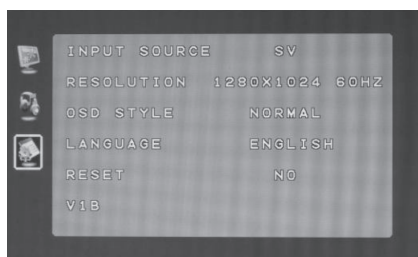 INPUT SOURCE SV
RESOLUTION 1280X1024 60HZ
OSD STYLE NORMAL
LANGUAGE ENGLISH
RESET NO
V1B